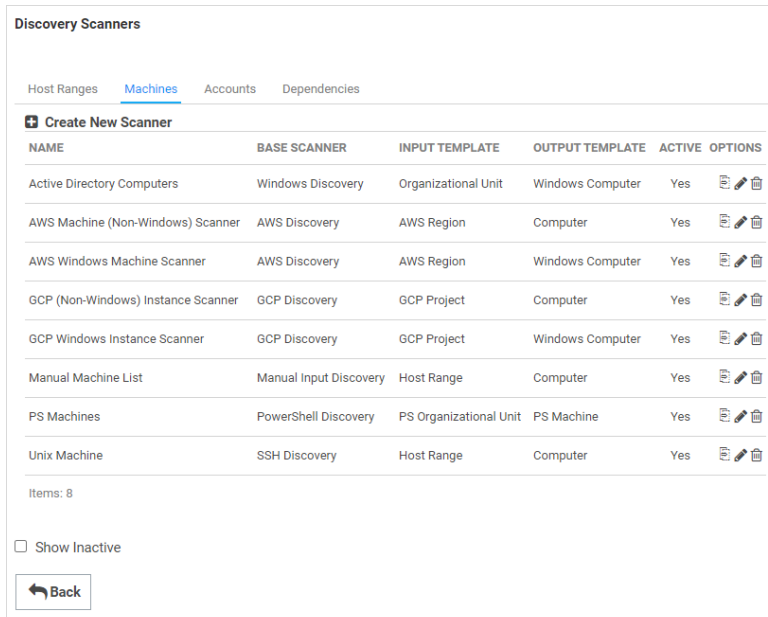 Discovery Scanners
Host Ranges Machines Accounts Dependencies
Create New Scanner
NAME BASE SCANNER INPUT TEMPLATE OUTPUT TEMPLATE ACTIVE OPTIONS
Active Directory Computers Windows Discovery Organizational Unit Windows Computer Yes
AWS Machine (Non-Windows) Scanner AWS Discovery AWS Region Computer Yes
AWS Windows Machine Scanner AWS Discovery AWS Region Windows Computer Yes
GCP (Non-Windows) Instance Scanner GCP Discovery GCP Project Computer Yes
GCP Windows Instance Scanner GCP Discovery GCP Project Windows Computer Yes
Manual Machine List Manual Input Discovery Host Range Computer Yes
PS Machines PowerShell Discovery PS Organizational Unit PS Machine Yes
Unix Machine SSH Discovery Host Range Computer Yes
Items: 8
Show Inactive
Back